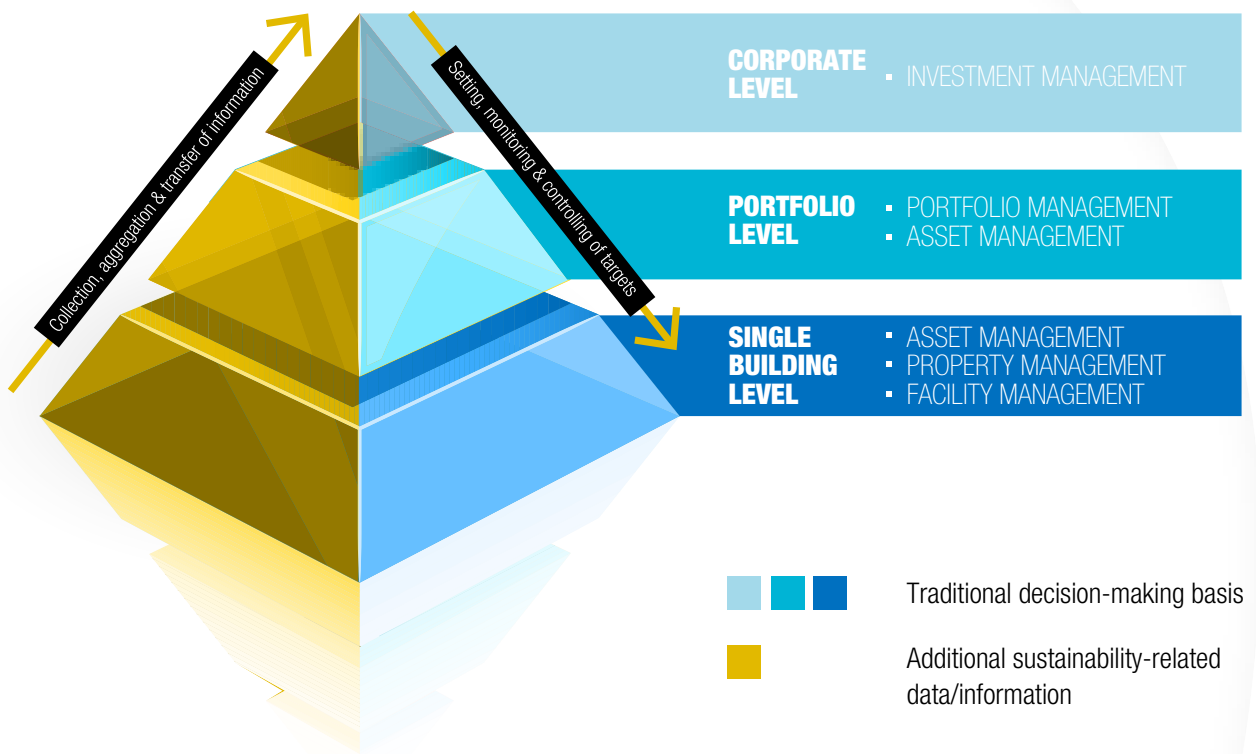 Collection, aggregation & transfer of information
Setting, monitoring & controlling of targets
CORPORATE
LEVEL
▪ INVESTMENT MANAGEMENT
PORTFOLIO
LEVEL
▪ PORTFOLIO MANAGEMENT
▪ ASSET MANAGEMENT
SINGLE
BUILDING
LEVEL
▪ ASSET MANAGEMENT
▪ PROPERTY MANAGEMENT
▪ FACILITY MANAGEMENT
Traditional decision-making basis
Additional sustainability-related
data/information